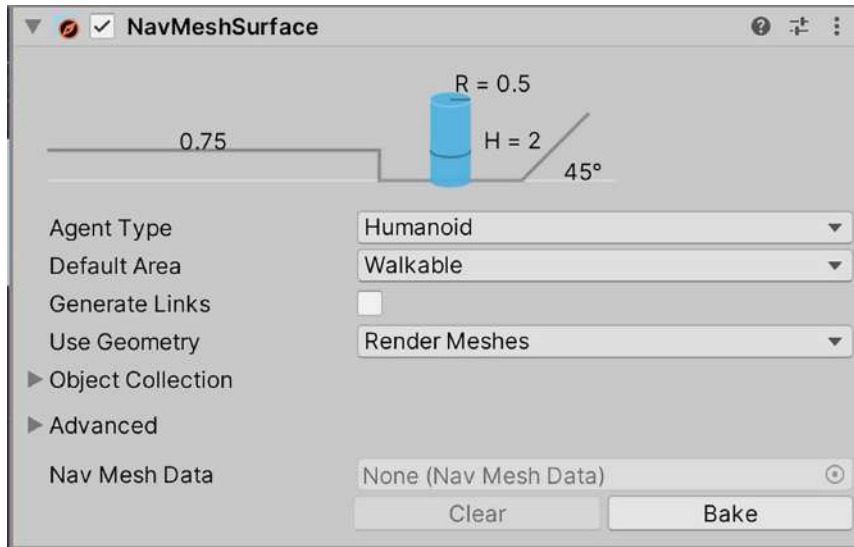 NavMeshSurface
R = 0.5
0.75
H = 2
45°
Agent Type Humanoid
Default Area Walkable
Generate Links
Use Geometry Render Meshes
Object Collection
Advanced
Nav Mesh Data None (Nav Mesh Data)
Clear Bake